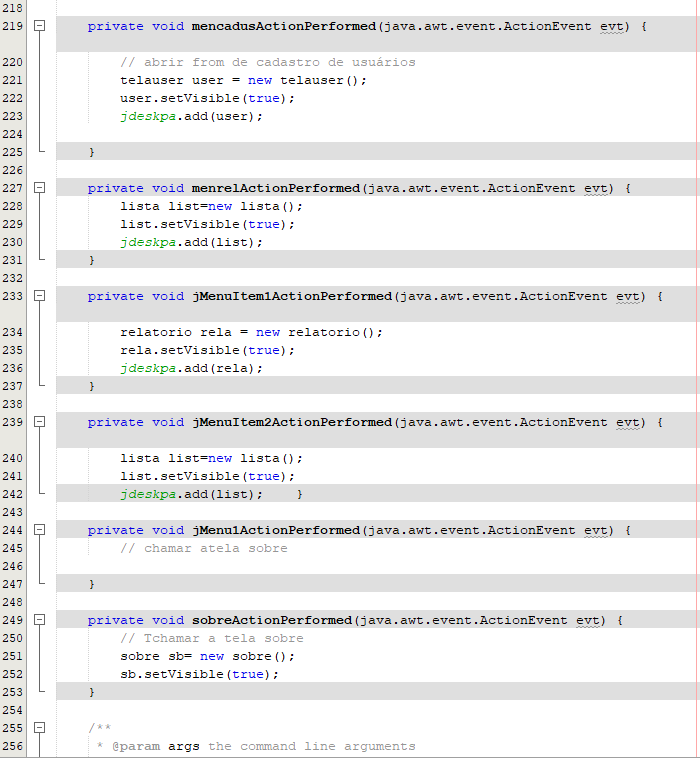 218
219 private void mencadusActionPerformed(java.awt.event.ActionEvent evt) {
220 // abrir from de cadastro de usuários
221 telauser user = new telauser();
222 user.setVisible(true);
223 jdeskpa.add(user);
224
225 }
226
227 private void menrelActionPerformed(java.awt.event.ActionEvent evt) {
228 lista list=new lista();
229 list.setVisible(true);
230 jdeskpa.add(list);
231 }
232
233 private void jMenuItem1ActionPerformed(java.awt.event.ActionEvent evt) {
234 relatorio rela = new relatorio();
235 rela.setVisible(true);
236 jdeskpa.add(rela);
237 }
238
239 private void jMenuItem2ActionPerformed(java.awt.event.ActionEvent evt) {
240 lista list=new lista();
241 list.setVisible(true);
242 jdeskpa.add(list); }
243
244 private void jMenu1ActionPerformed(java.awt.event.ActionEvent evt) {
245 // chamar atela sobre
246
247 }
248
249 private void sobreActionPerformed(java.awt.event.ActionEvent evt) {
250 // Tchamar a tela sobre
251 sobre sb= new sobre();
252 sb.setVisible(true);
253 }
254
255 /**
256 * @param args the command line arguments